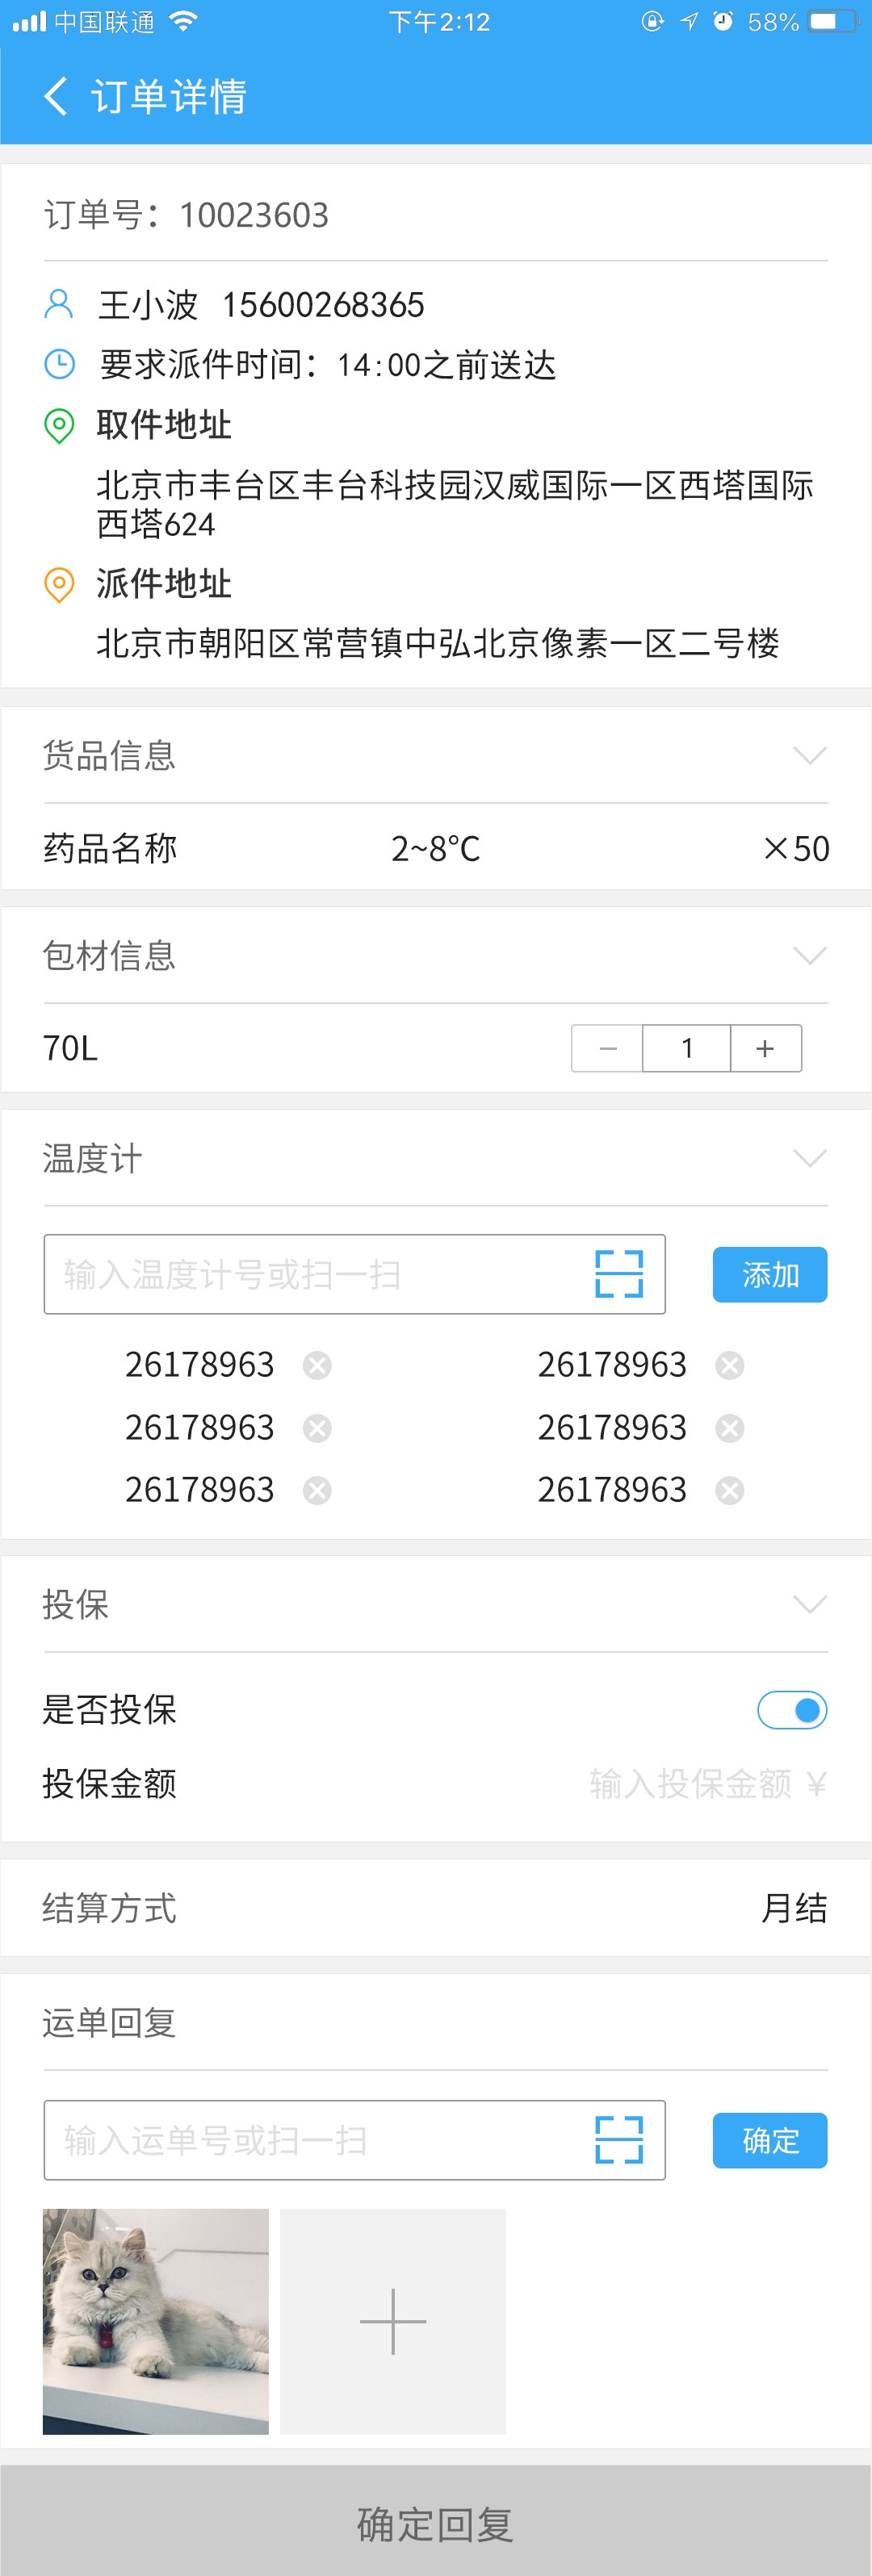 中国联通 下午2:12 58%
订单详情
订单号：10023603
王小波 15600268365
要求派件时间：14:00之前送达
取件地址
北京市丰台区丰台科技园汉威国际一区西塔国际
西塔624
派件地址
北京市朝阳区常营镇中弘北京像素一区二号楼
货品信息
药品名称 2~8℃ ×50
包材信息
70L − 1 +
温度计
输入温度计号或扫一扫 添加
26178963 26178963
26178963 26178963
26178963 26178963
投保
是否投保
投保金额 输入投保金额 ¥
结算方式 月结
运单回复
输入运单号或扫一扫 确定
确定回复